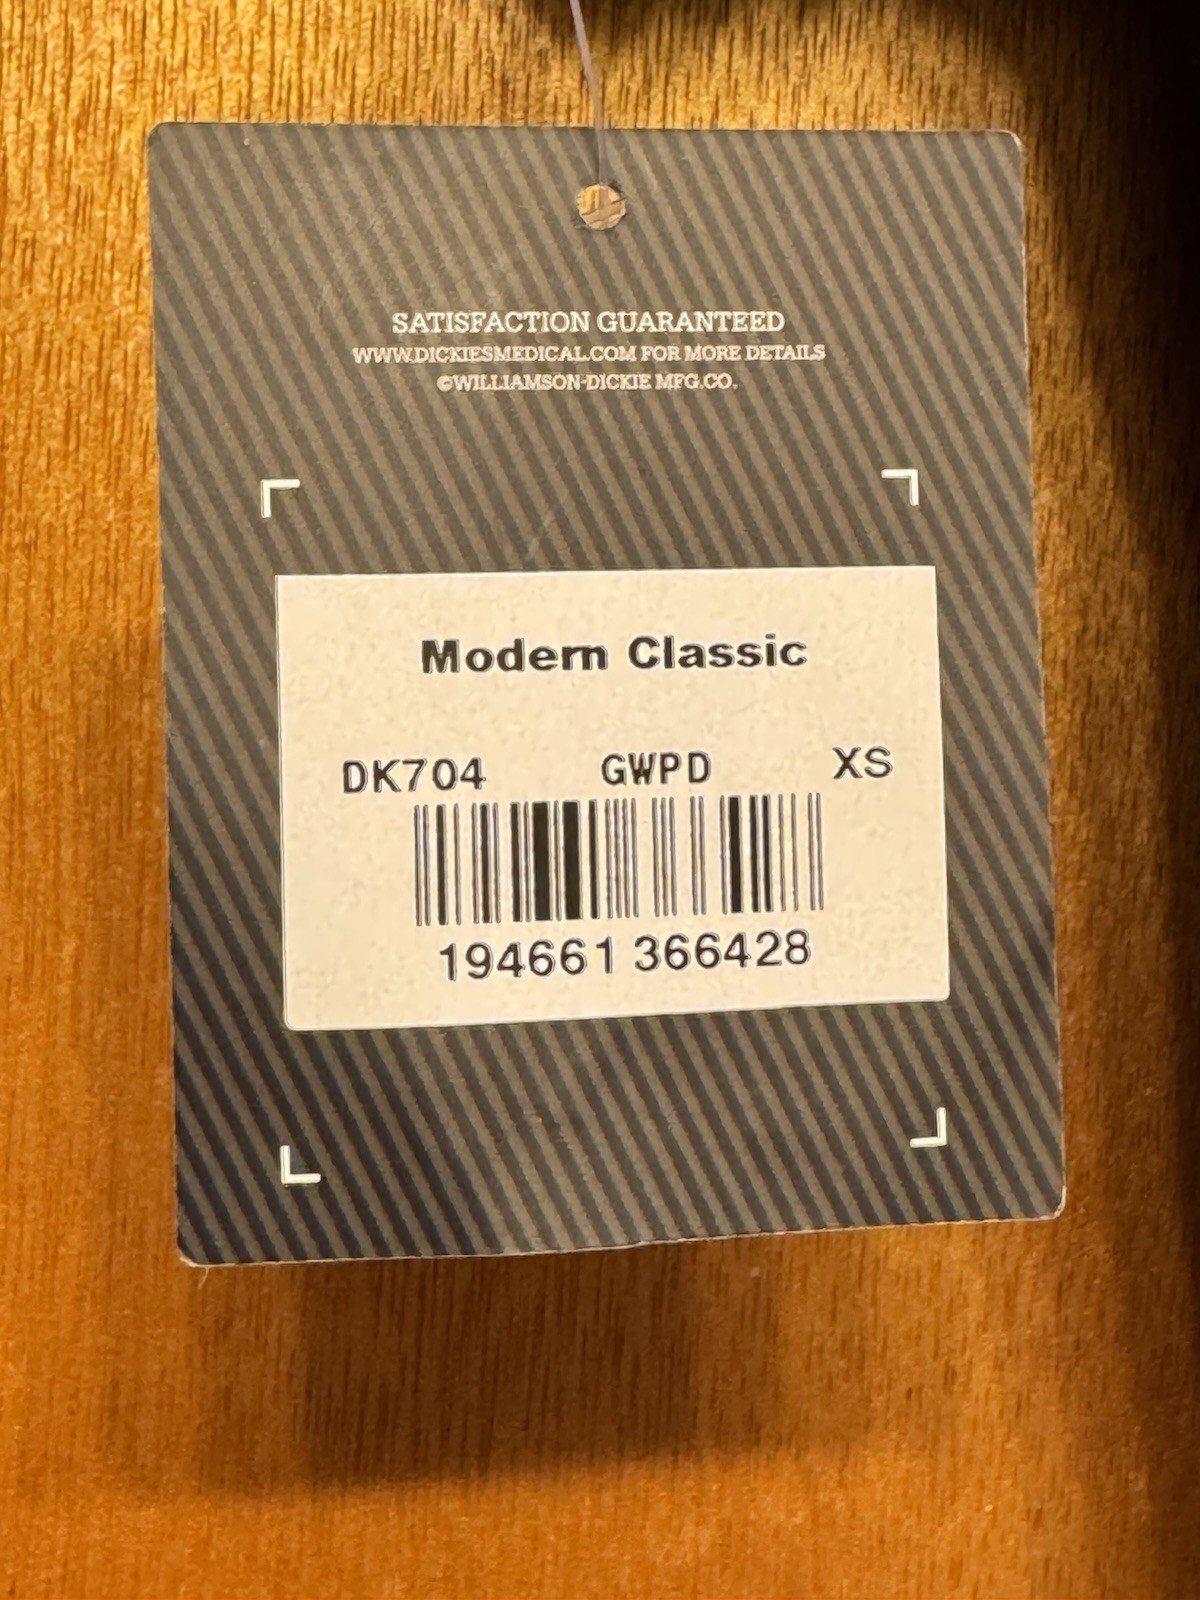 SATISFACTION GUARANTEED
WWW.DICKIESMEDICAL.COM FOR MORE DETAILS
©WILLIAMSON-DICKIE MFG.CO.
Modern Classic
DK704 GWPD XS
194661 366428